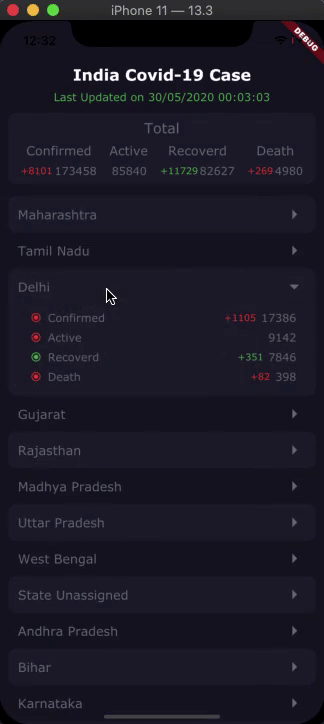 iPhone 11 — 13.3
12:32
DEBUG
India Covid-19 Case
Last Updated on 30/05/2020 00:03:03
Total
Confirmed Active Recoverd Death
+8101 173458 85840 +11729 82627 +269 4980
Maharashtra
Tamil Nadu
Delhi
Confirmed +1105 17386
Active 9142
Recoverd +351 7846
Death +82 398
Gujarat
Rajasthan
Madhya Pradesh
Uttar Pradesh
West Bengal
State Unassigned
Andhra Pradesh
Bihar
Karnataka